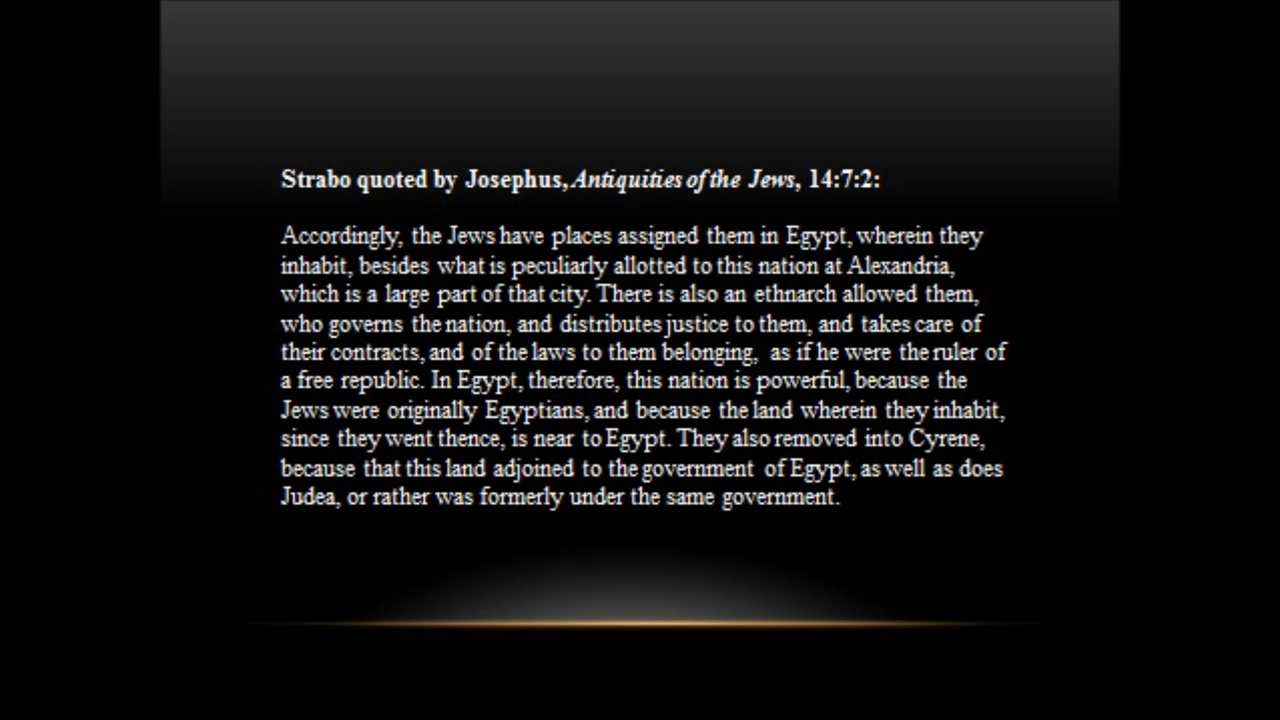 Strabo quoted by Josephus, Antiquities of the Jews, 14:7:2:
Accordingly, the Jews have places assigned them in Egypt, wherein they
inhabit, besides what is peculiarly allotted to this nation at Alexandria,
which is a large part of that city. There is also an ethnarch allowed them,
who governs the nation, and distributes justice to them, and takes care of
their contracts, and of the laws to them belonging, as if he were the ruler of
a free republic. In Egypt, therefore, this nation is powerful, because the
Jews were originally Egyptians, and because the land wherein they inhabit,
since they went thence, is near to Egypt. They also removed into Cyrene,
because that this land adjoined to the government of Egypt, as well as does
Judea, or rather was formerly under the same government.